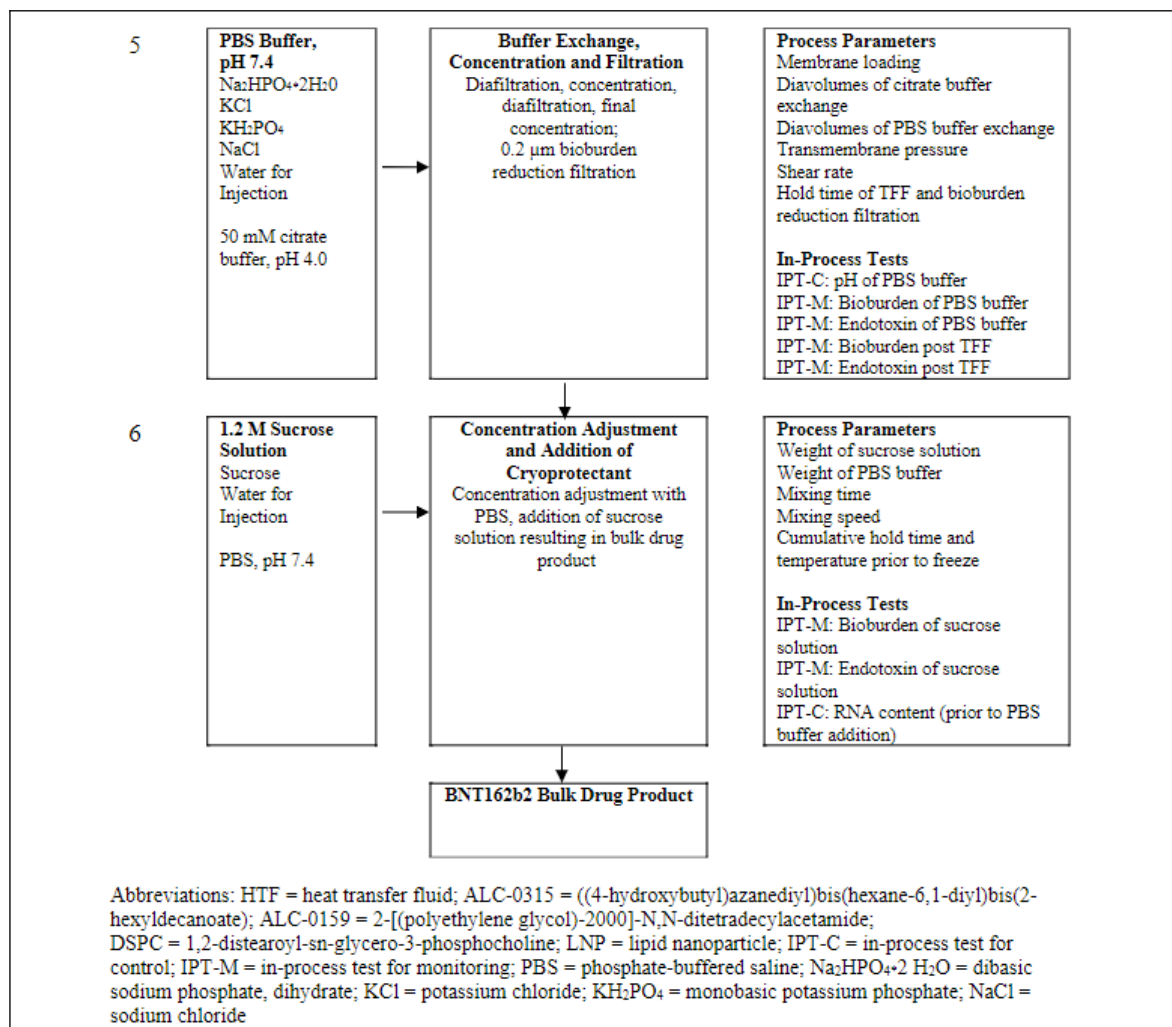 5
PBS Buffer,
pH 7.4
Na₂HPO₄•2H₂0
KCl
KH₂PO₄
NaCl
Water for
Injection
50 mM citrate
buffer, pH 4.0
Buffer Exchange,
Concentration and Filtration
Diafiltration, concentration,
diafiltration, final
concentration;
0.2 µm bioburden
reduction filtration
Process Parameters
Membrane loading
Diavolumes of citrate buffer
exchange
Diavolumes of PBS buffer exchange
Transmembrane pressure
Shear rate
Hold time of TFF and bioburden
reduction filtration
In-Process Tests
IPT-C: pH of PBS buffer
IPT-M: Bioburden of PBS buffer
IPT-M: Endotoxin of PBS buffer
IPT-M: Bioburden post TFF
IPT-M: Endotoxin post TFF
6
1.2 M Sucrose
Solution
Sucrose
Water for
Injection
PBS, pH 7.4
Concentration Adjustment
and Addition of
Cryoprotectant
Concentration adjustment with
PBS, addition of sucrose
solution resulting in bulk drug
product
Process Parameters
Weight of sucrose solution
Weight of PBS buffer
Mixing time
Mixing speed
Cumulative hold time and
temperature prior to freeze
In-Process Tests
IPT-M: Bioburden of sucrose
solution
IPT-M: Endotoxin of sucrose
solution
IPT-C: RNA content (prior to PBS
buffer addition)
BNT162b2 Bulk Drug Product
Abbreviations: HTF = heat transfer fluid; ALC-0315 = ((4-hydroxybutyl)azanediyl)bis(hexane-6,1-diyl)bis(2-
hexyldecanoate); ALC-0159 = 2-[(polyethylene glycol)-2000]-N,N-ditetradecylacetamide;
DSPC = 1,2-distearoyl-sn-glycero-3-phosphocholine; LNP = lipid nanoparticle; IPT-C = in-process test for
control; IPT-M = in-process test for monitoring; PBS = phosphate-buffered saline; Na₂HPO₄•2 H₂O = dibasic
sodium phosphate, dihydrate; KCl = potassium chloride; KH₂PO₄ = monobasic potassium phosphate; NaCl =
sodium chloride